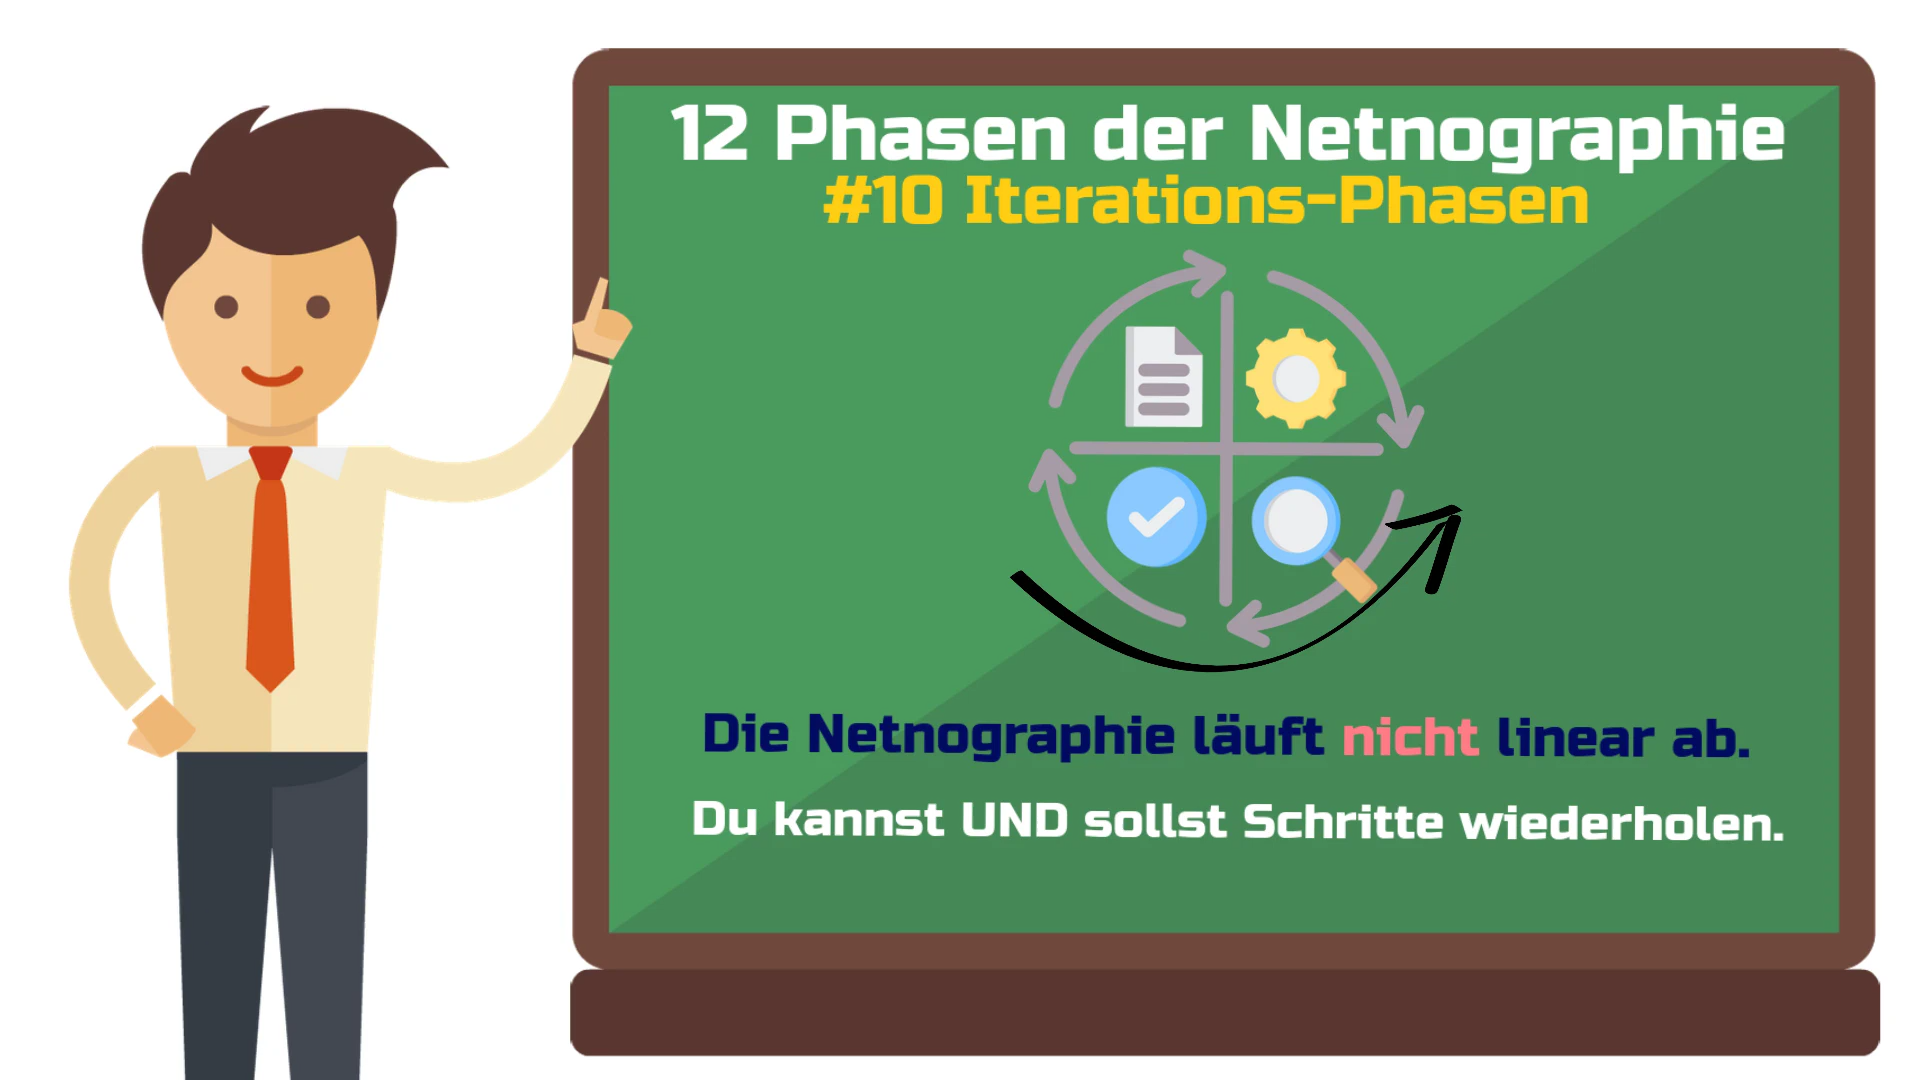 12 Phasen der Netnographie
#10 Iterations-Phasen
Die Netnographie läuft nicht linear ab.
Du kannst UND sollst Schritte wiederholen.